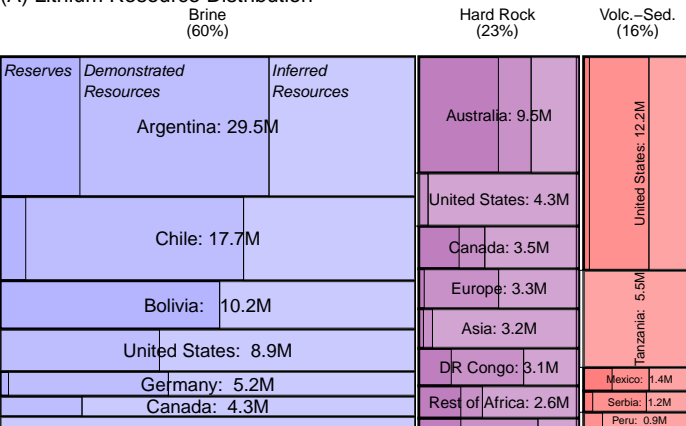 (A) Lithium Resource Distribution
Brine
(60%)
Hard Rock
(23%)
Volc.−Sed.
(16%)
Reserves
Demonstrated
Resources
Inferred
Resources
Argentina: 29.5M
Chile: 17.7M
Bolivia: 10.2M
United States: 8.9M
Germany: 5.2M
Canada: 4.3M
Australia: 9.5M
United States: 4.3M
Canada: 3.5M
Europe: 3.3M
Asia: 3.2M
DR Congo: 3.1M
Rest of Africa: 2.6M
United States: 12.2M
Tanzania: 5.5M
Mexico: 1.4M
Serbia: 1.2M
Peru: 0.9M